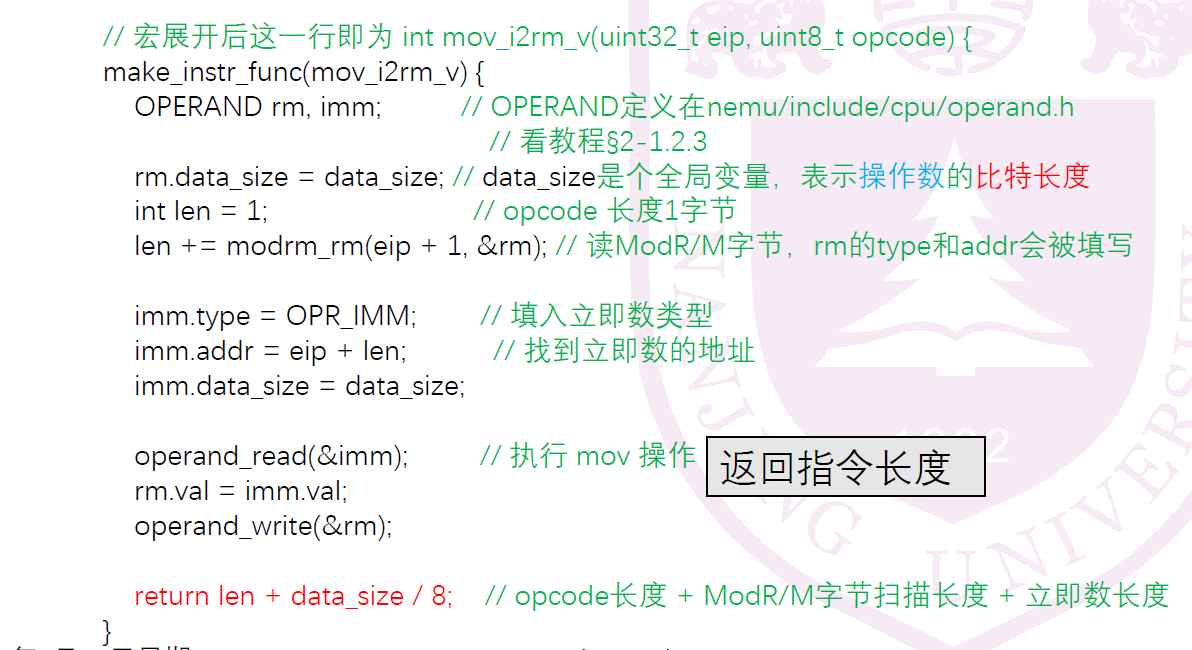 // 宏展开后这一行即为 int mov_i2rm_v(uint32_t eip, uint8_t opcode) {
make_instr_func(mov_i2rm_v) {
OPERAND rm, imm; // OPERAND定义在nemu/include/cpu/operand.h
// 看教程§2-1.2.3
rm.data_size = data_size; // data_size是个全局变量，表示操作数的比特长度
int len = 1; // opcode 长度1字节
len += modrm_rm(eip + 1, &rm); // 读ModR/M字节，rm的type和addr会被填写
imm.type = OPR_IMM; // 填入立即数类型
imm.addr = eip + len; // 找到立即数的地址
imm.data_size = data_size;
operand_read(&imm); // 执行 mov 操作
返回指令长度
rm.val = imm.val;
operand_write(&rm);
return len + data_size / 8; // opcode长度 + ModR/M字节扫描长度 + 立即数长度
}
NANJING UNIVERSITY